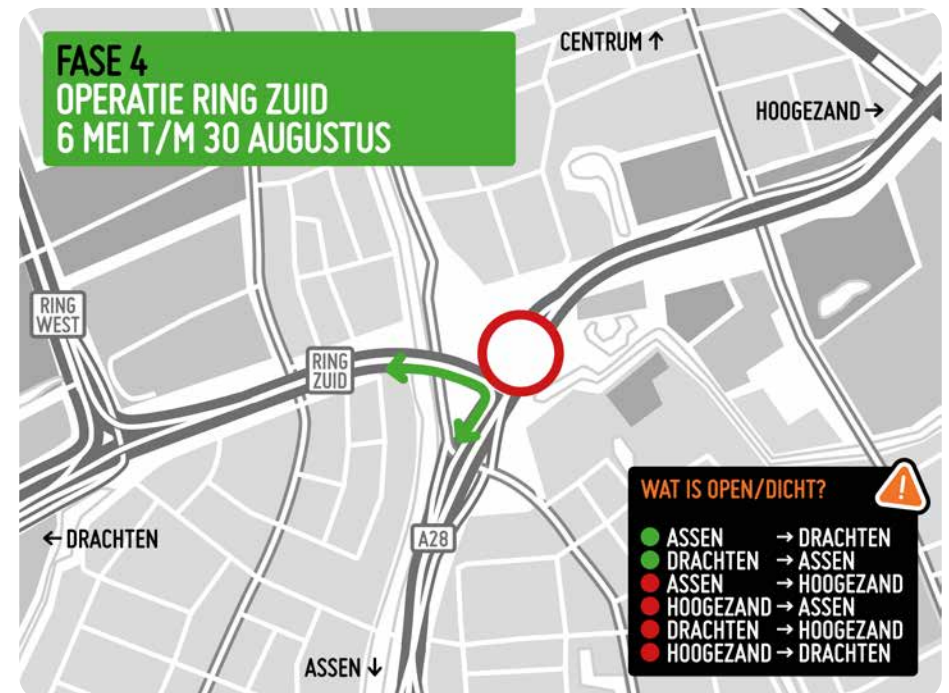 FASE 4
OPERATIE RING ZUID
6 MEI T/M 30 AUGUSTUS
CENTRUM ↑
HOOGEZAND →
RING
WEST
RING
ZUID
← DRACHTEN
A28
ASSEN ↓
WAT IS OPEN/DICHT?
!
ASSEN → DRACHTEN
DRACHTEN → ASSEN
ASSEN → HOOGEZAND
HOOGEZAND → ASSEN
DRACHTEN → HOOGEZAND
HOOGEZAND → DRACHTEN